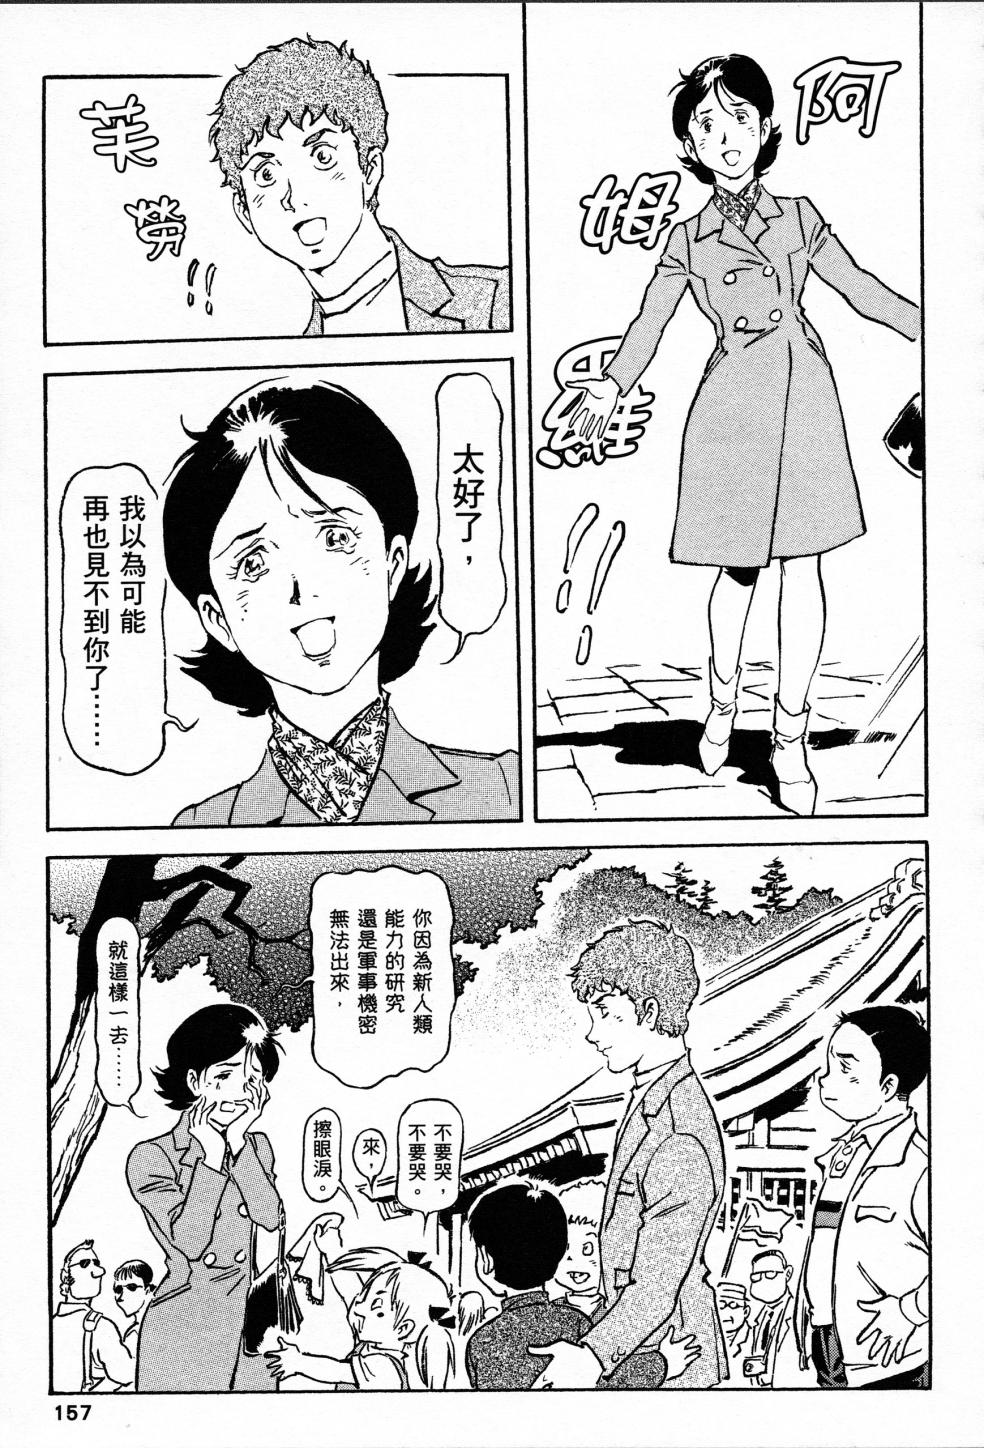 阿
姆
羅
!!
芙
勞
!!
太好了，
我以為可能
再也見不到你了……
你因為新人類
能力的研究
還是軍事機密
無法出來，
就這樣一去……
不要哭，
不要哭。
來，
擦眼淚。
157